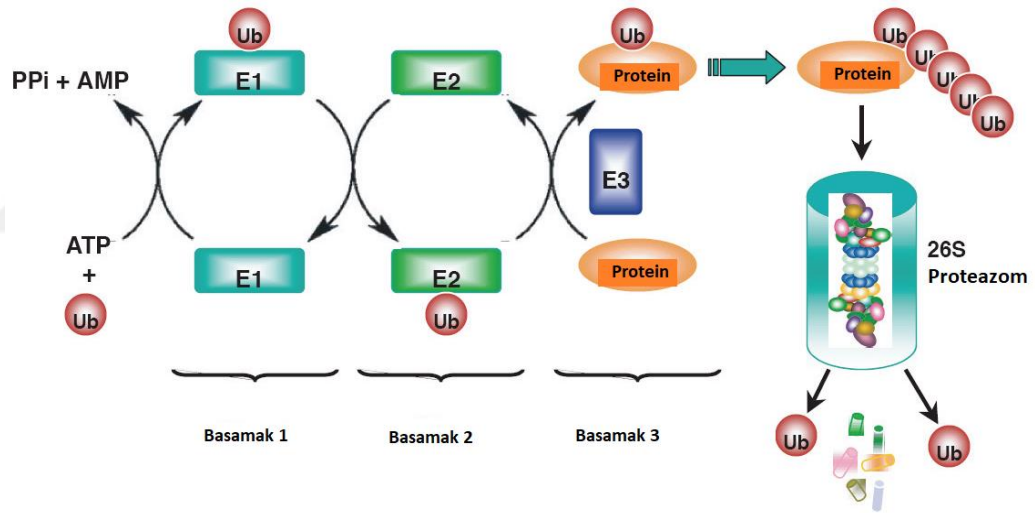 Ub
Ub
Ub
E1
E2
Protein
Protein
Ub
Ub
Ub
Ub
PPi + AMP
E3
ATP
+
Ub
E1
E2
Ub
Protein
26S
Proteazom
Basamak 1
Basamak 2
Basamak 3
Ub
Ub